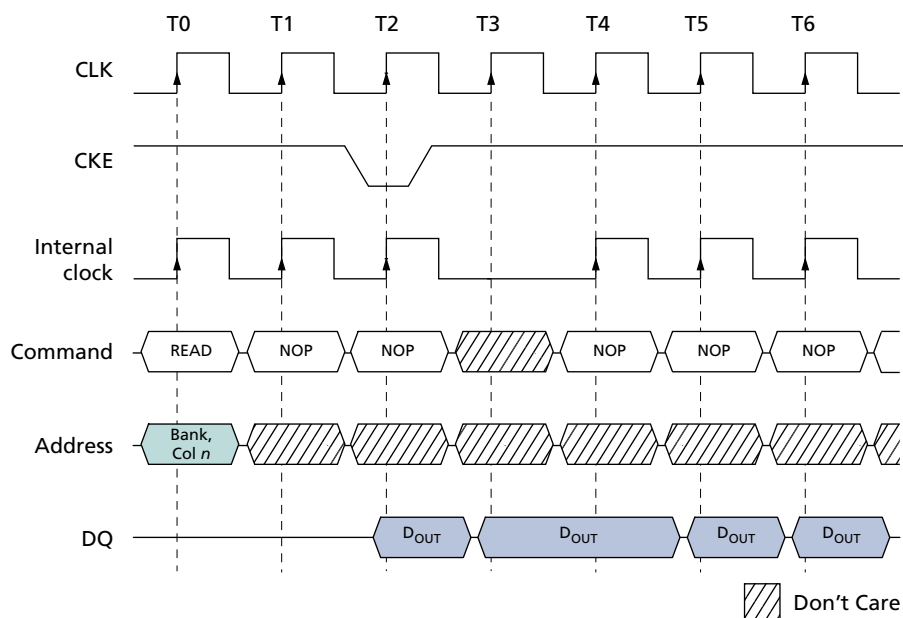 T0 T1 T2 T3 T4 T5 T6
CLK
CKE
Internal
clock
Command READ NOP NOP NOP NOP NOP
Address Bank,
Col n
DQ DOUT DOUT DOUT DOUT
Don't Care